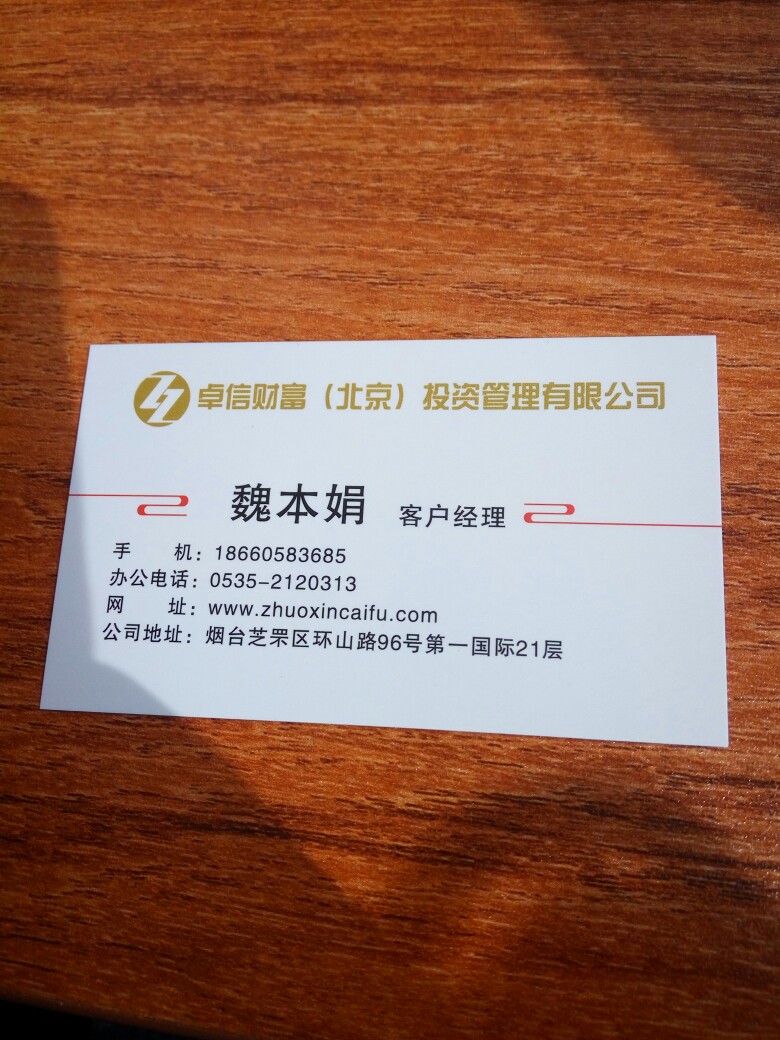 卓信财富（北京）投资管理有限公司
魏本娟 客户经理
手 机：18660583685
办公电话：0535-2120313
网 址：www.zhuoxincaifu.com
公司地址：烟台芝罘区环山路96号第一国际21层